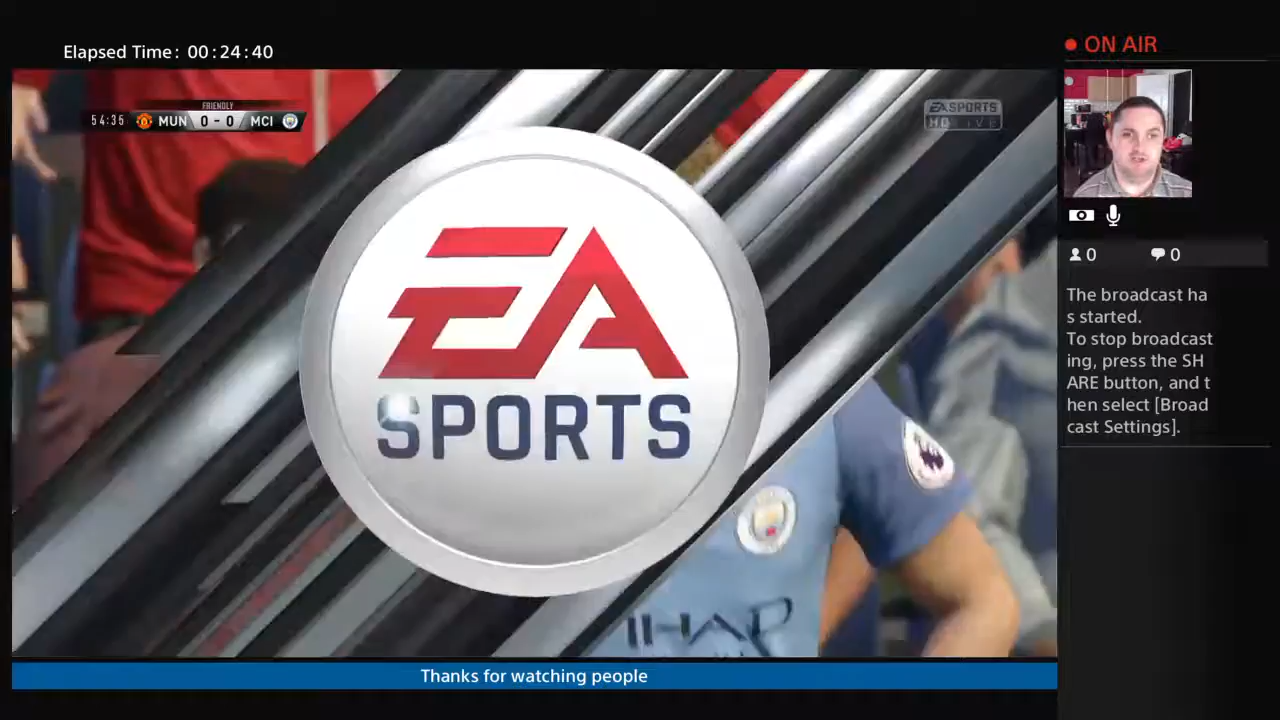 Elapsed Time: 00:24:40
ON AIR
FRIENDLY
54:35 MUN 0 - 0 MCI
EA SPORTS
HD LIVE
EA
SPORTS
0 0
The broadcast ha
s started.
To stop broadcast
ing, press the SH
ARE button, and t
hen select [Broad
cast Settings].
Thanks for watching people